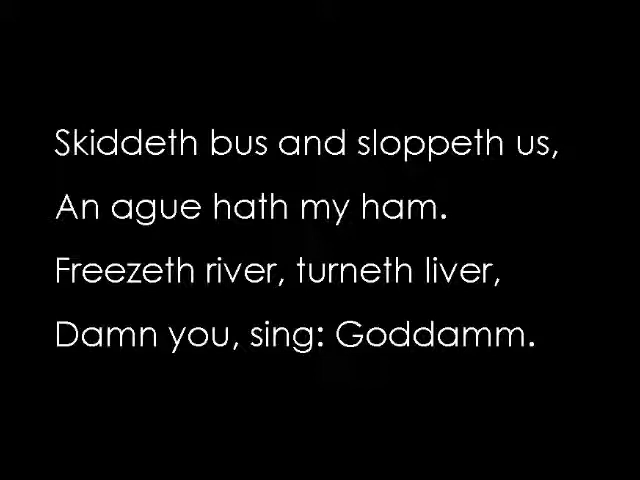 Skiddeth bus and sloppeth us,
An ague hath my ham.
Freezeth river, turneth liver,
Damn you, sing: Goddamm.